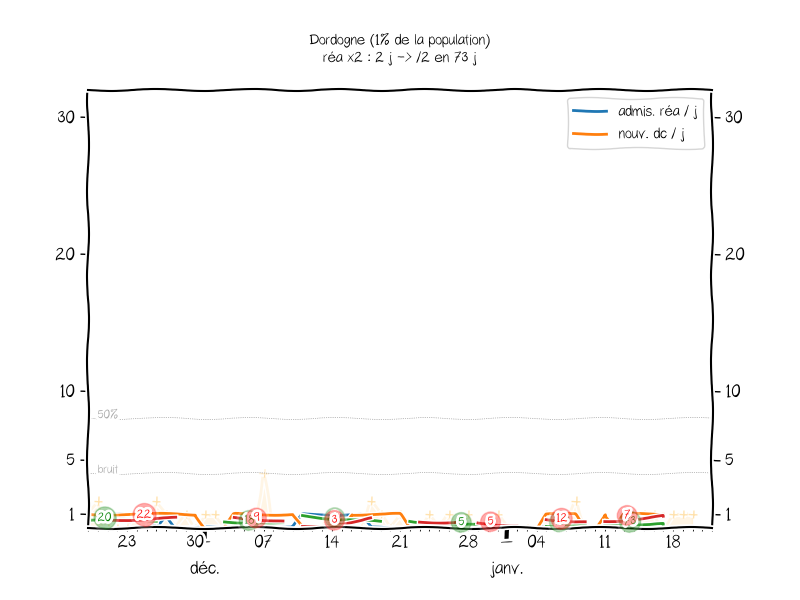 Dordogne (1% de la population)
réa x2 : 2 j -> /2 en 73 j
admis. réa / j
nouv. dc / j
30 30
20 20
10 10
50%
5 5
bruit
1 1
20 22 9 3 5 5 12 7
23 30 07 14 21 28 04 11 18
déc. janv.